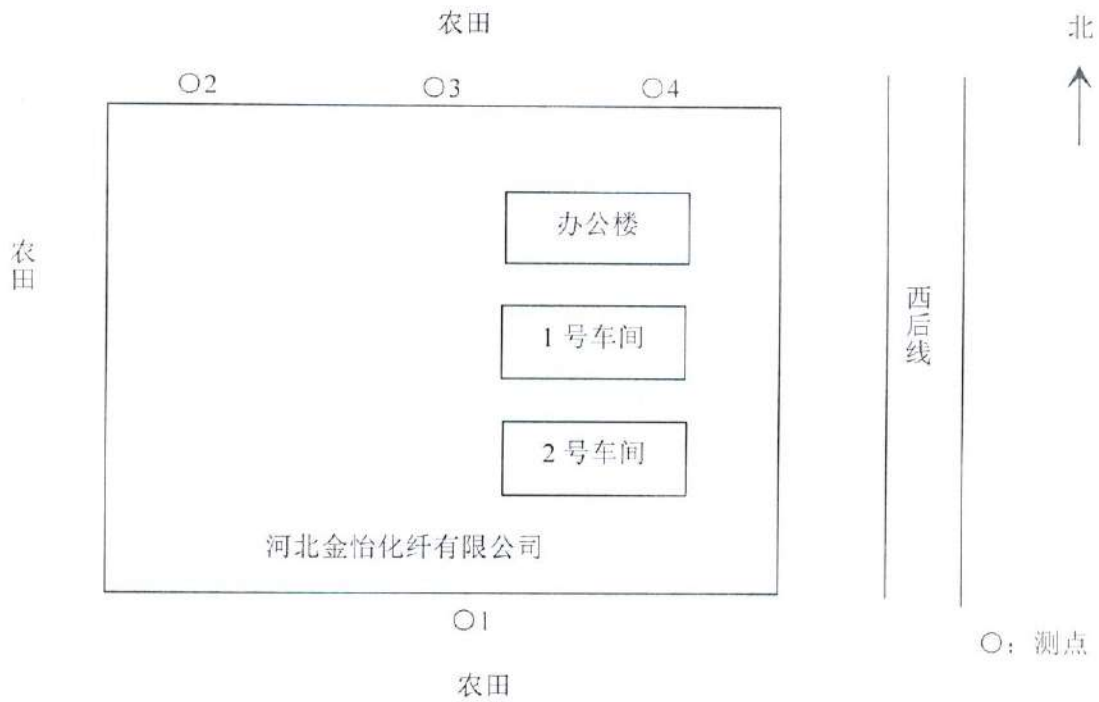 农田
北
○2
○3
○4
办公楼
农田
1号车间
西后线
2号车间
河北金怡化纤有限公司
○1
○：测点
农田